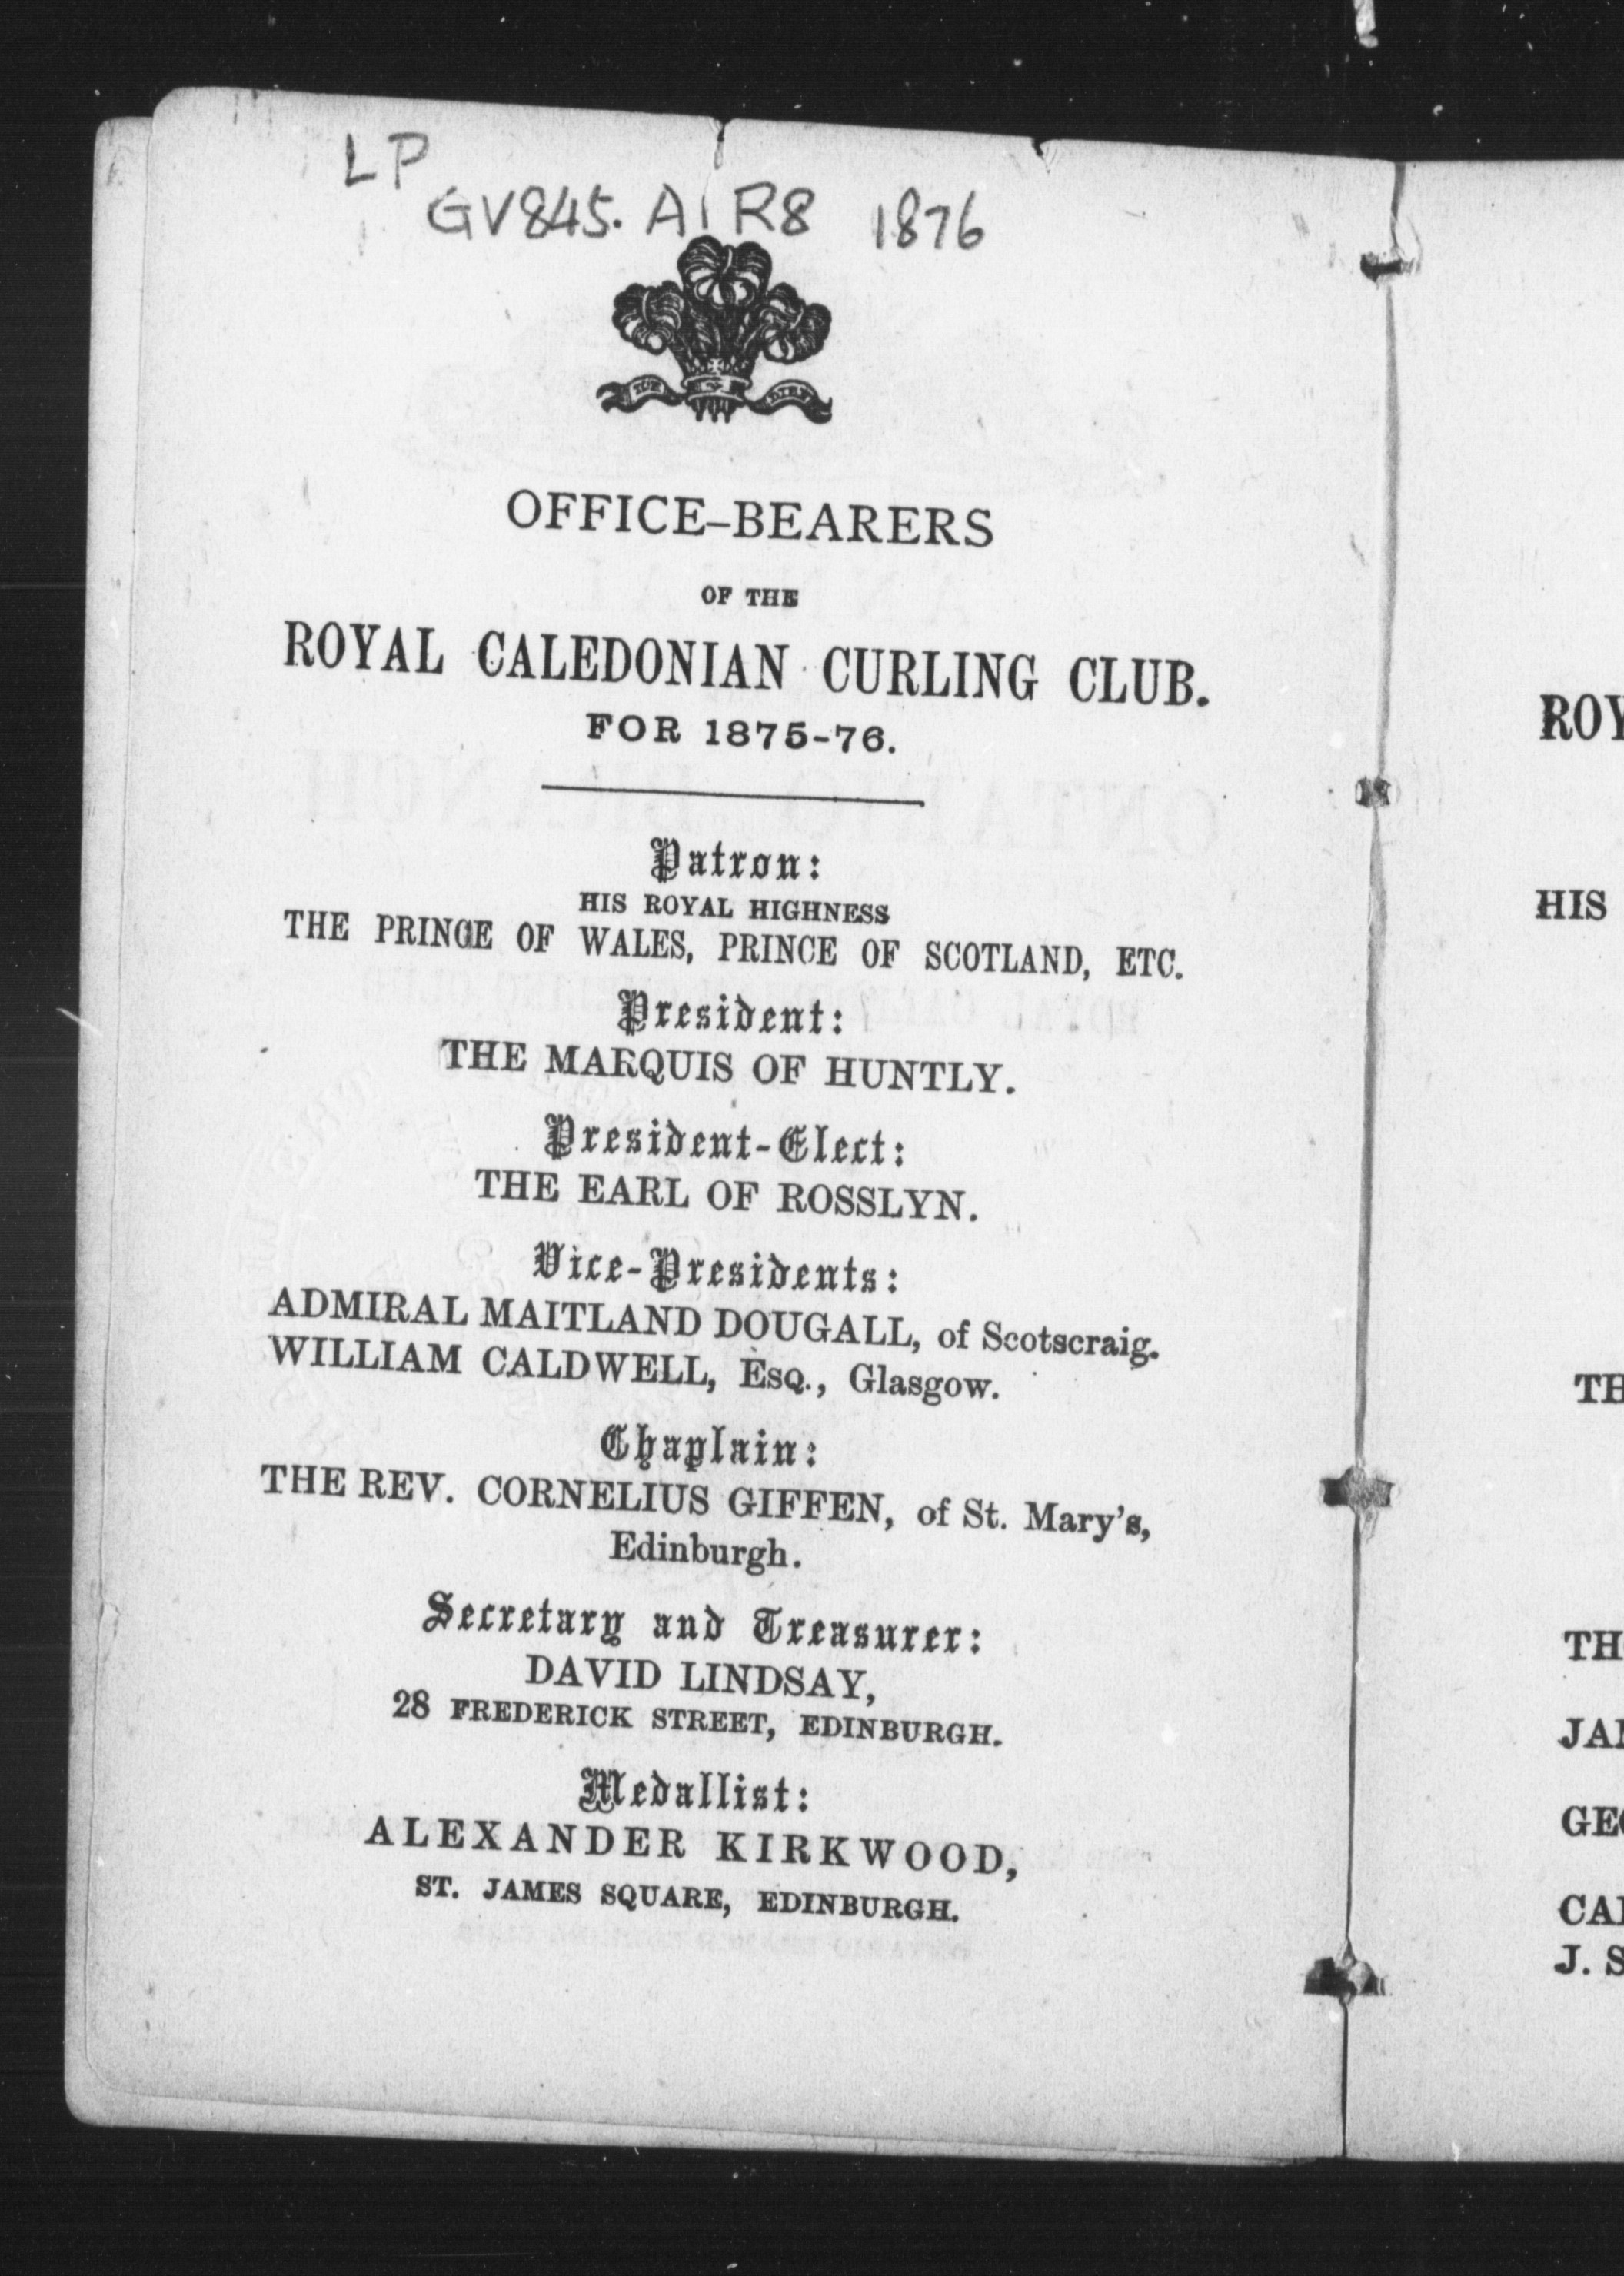 LP
GV845. A1 R8 1876
OFFICE-BEARERS
OF THE
ROYAL CALEDONIAN CURLING CLUB.
FOR 1875-76.
Patron:
HIS ROYAL HIGHNESS
THE PRINCE OF WALES, PRINCE OF SCOTLAND, ETC.
President:
THE MARQUIS OF HUNTLY.
President-Elect:
THE EARL OF ROSSLYN.
Vice-Presidents:
ADMIRAL MAITLAND DOUGALL, of Scotscraig.
WILLIAM CALDWELL, Esq., Glasgow.
Chaplain:
THE REV. CORNELIUS GIFFEN, of St. Mary's,
Edinburgh.
Secretary and Treasurer:
DAVID LINDSAY,
28 FREDERICK STREET, EDINBURGH.
Medallist:
ALEXANDER KIRKWOOD,
ST. JAMES SQUARE, EDINBURGH.
ROY
HIS
TH
TH
JA
GE
CA
J. S